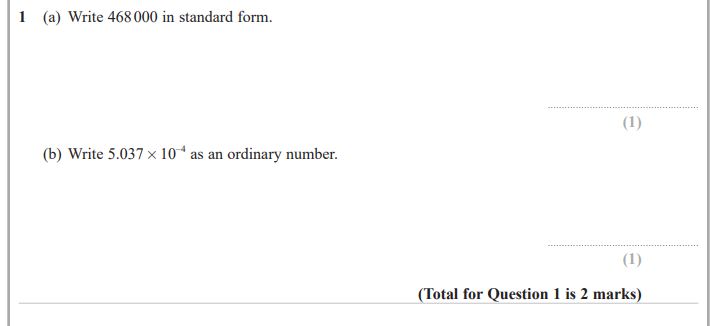 1 (a) Write 468 000 in standard form.
(1)
(b) Write 5.037 × 10⁻⁴ as an ordinary number.
(1)
(Total for Question 1 is 2 marks)